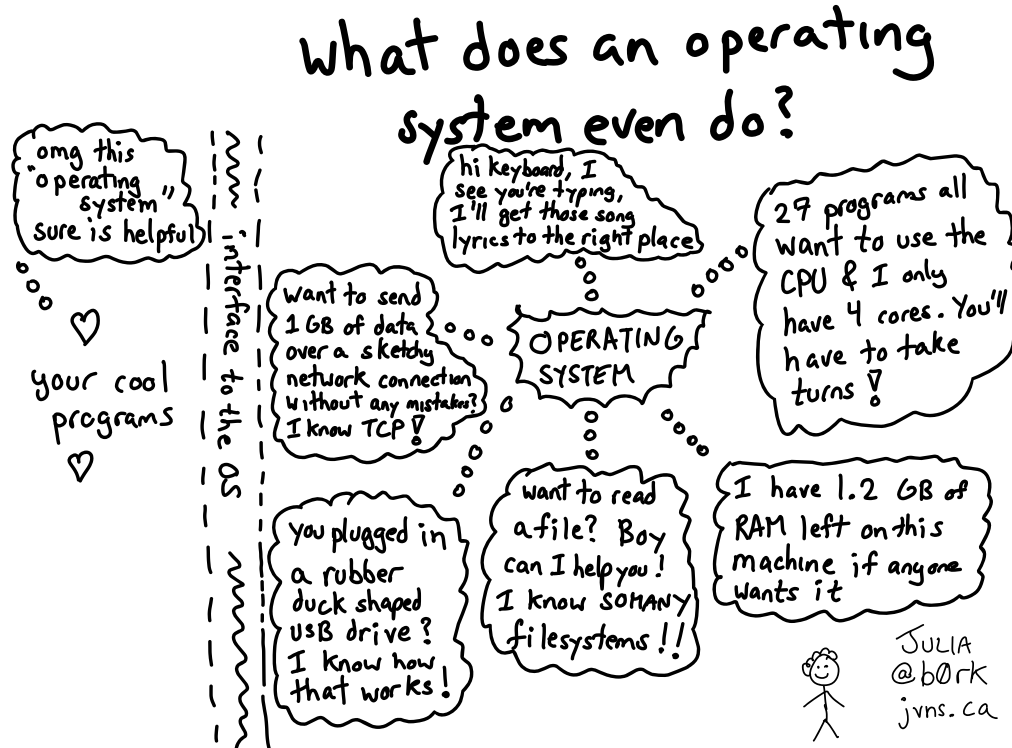 what does an operating
system even do?
omg this
"operating
system"
sure is helpful
♡
your cool
programs
♡
interface to the OS
hi keyboard, I
see you're typing,
I'll get those song
lyrics to the right place
27 programs all
want to use the
CPU & I only
have 4 cores. You'll
have to take
turns!
want to send
1 GB of data
over a sketchy
network connection
without any mistakes?
I know TCP!
OPERATING
SYSTEM
you plugged in
a rubber
duck shaped
USB drive?
I know how
that works!
want to read
a file? Boy
can I help you!
I know SO MANY
filesystems!!
I have 1.2 GB of
RAM left on this
machine if anyone
wants it
JULIA
@b0rk
jvns.ca